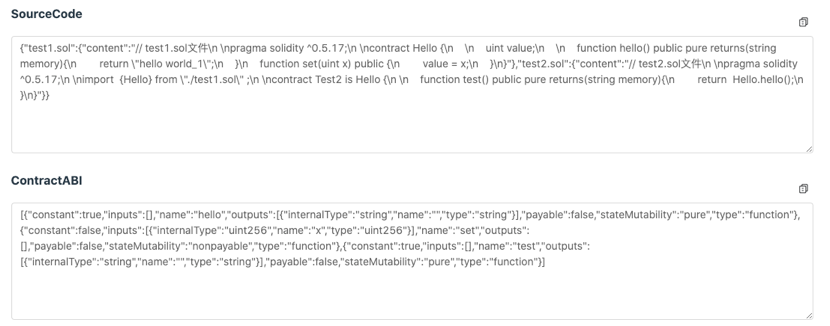 SourceCode
{"test1.sol":{"content":"// test1.sol文件\n \npragma solidity ^0.5.17;\n \ncontract Hello {\n    \n    uint value;\n    \n    function hello() public pure returns(string
memory){\n        return \"hello world_1\";\n    }\n    function set(uint x) public {\n        value = x;\n    }\n}"},"test2.sol":{"content":"// test2.sol文件\n \npragma solidity
^0.5.17;\n \nimport  {Hello} from \"./test1.sol\" ;\n \ncontract Test2 is Hello {\n \n    function test() public pure returns(string memory){\n        return  Hello.hello();\n
}\n}"}}
ContractABI
[{"constant":true,"inputs":[],"name":"hello","outputs":[{"internalType":"string","name":"","type":"string"}],"payable":false,"stateMutability":"pure","type":"function"},
{"constant":false,"inputs":[{"internalType":"uint256","name":"x","type":"uint256"}],"name":"set","outputs":
[],"payable":false,"stateMutability":"nonpayable","type":"function"},{"constant":true,"inputs":[],"name":"test","outputs":
[{"internalType":"string","name":"","type":"string"}],"payable":false,"stateMutability":"pure","type":"function"}]